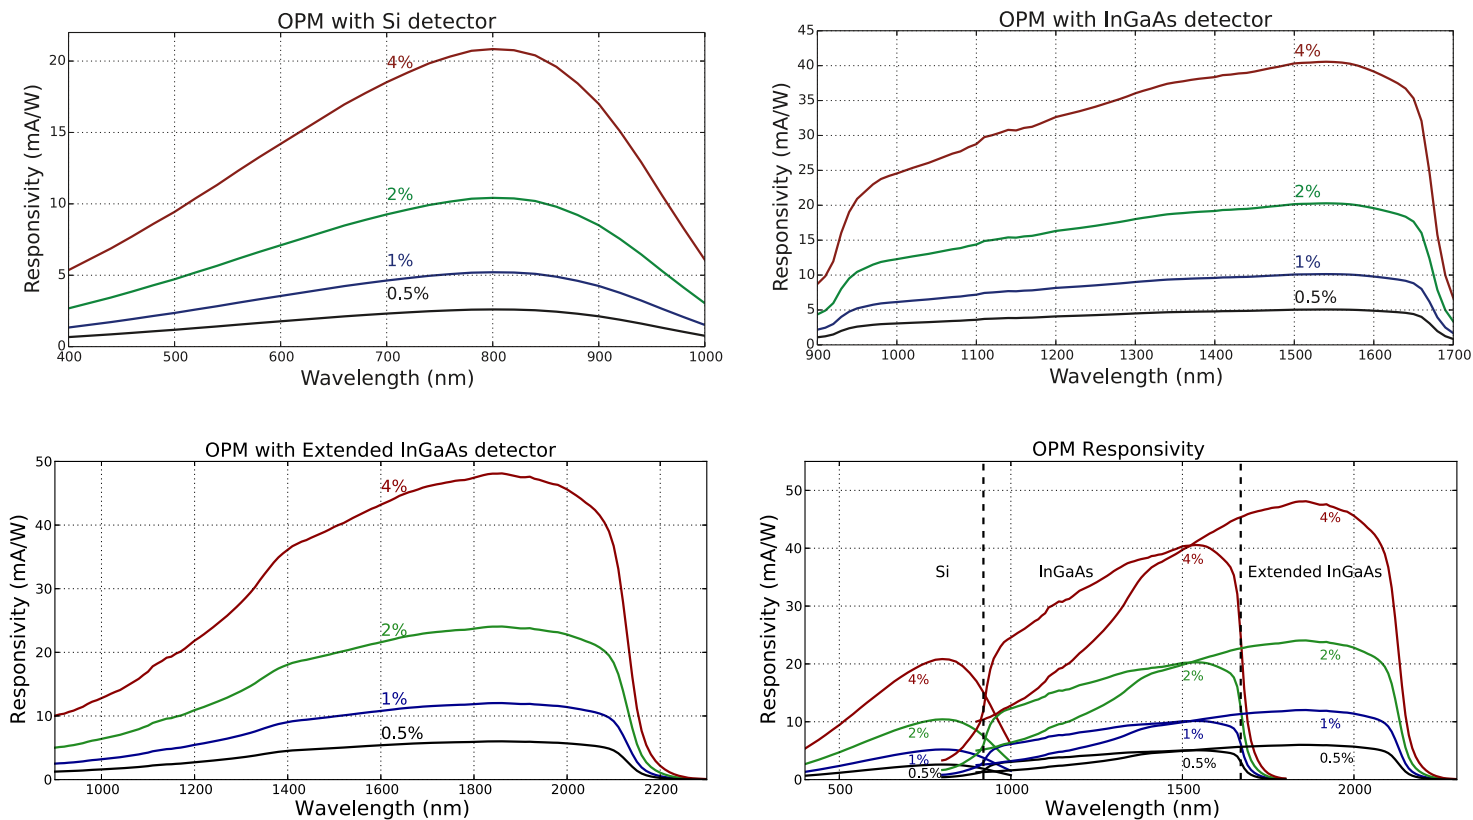 OPM with Si detector
Responsivity (mA/W)
20
15
10
5
0
4%
2%
1%
0.5%
400 500 600 700 800 900 1000
Wavelength (nm)
OPM with InGaAs detector
Responsivity (mA/W)
45
40
35
30
25
20
15
10
5
0
4%
2%
1%
0.5%
900 1000 1100 1200 1300 1400 1500 1600 1700
Wavelength (nm)
OPM with Extended InGaAs detector
Responsivity (mA/W)
50
40
30
20
10
0
4%
2%
1%
0.5%
1000 1200 1400 1600 1800 2000 2200
Wavelength (nm)
OPM Responsivity
Responsivity (mA/W)
50
40
30
20
10
0
Si InGaAs Extended InGaAs
4% 4% 4%
2% 2% 2%
1% 1% 1%
0.5% 0.5% 0.5%
500 1000 1500 2000
Wavelength (nm)